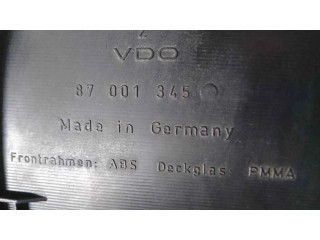 VDO
87 001 345
Made in Germany
Frontrahmen: ABS Deckglas PMMA